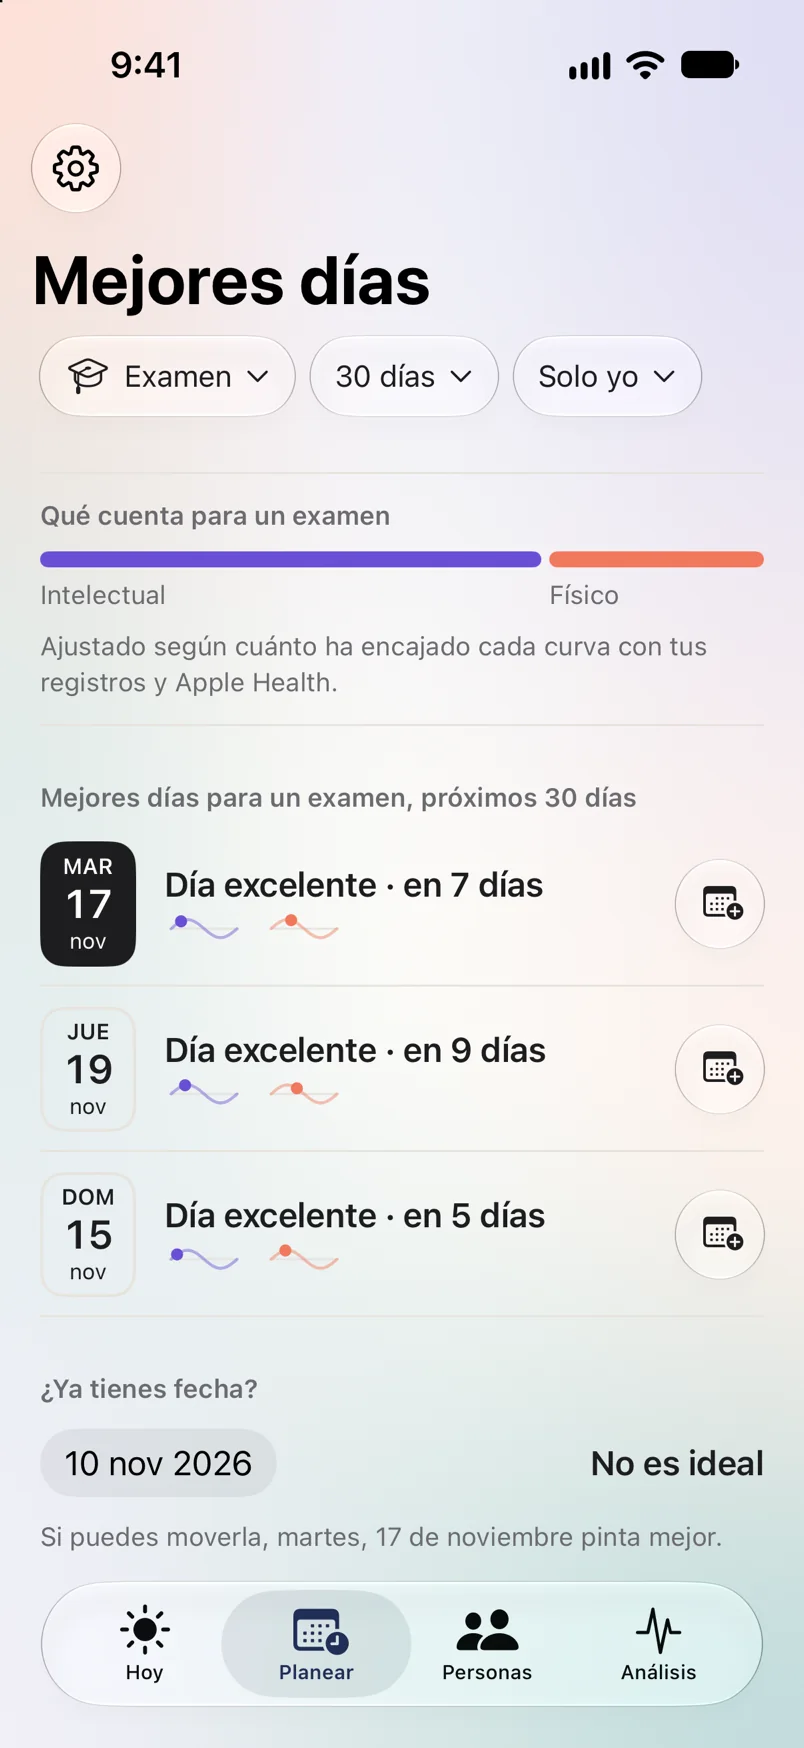 9:41
Mejores días
Examen
30 días
Solo yo
Qué cuenta para un examen
Intelectual
Físico
Ajustado según cuánto ha encajado cada curva con tus
registros y Apple Health.
Mejores días para un examen, próximos 30 días
MAR
17
nov
Día excelente · en 7 días
JUE
19
nov
Día excelente · en 9 días
DOM
15
nov
Día excelente · en 5 días
¿Ya tienes fecha?
10 nov 2026
No es ideal
Si puedes moverla, martes, 17 de noviembre pinta mejor.
Hoy
Planear
Personas
Análisis